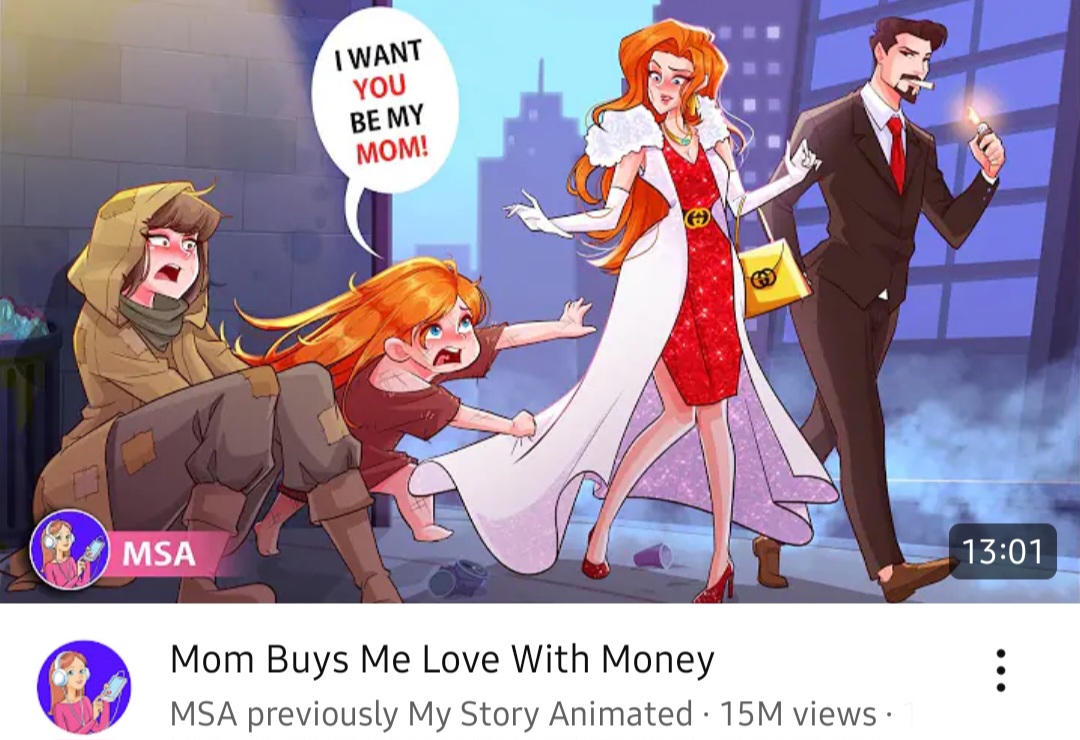 I WANT
YOU
BE MY
MOM!
MSA
13:01
Mom Buys Me Love With Money
MSA previously My Story Animated · 15M views ·